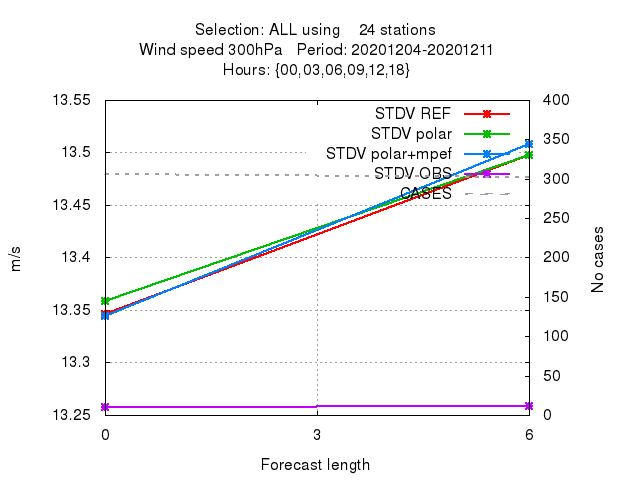 Selection: ALL using    24 stations
Wind speed 300hPa   Period: 20201204-20201211
Hours: {00,03,06,09,12,18}
13.55
13.5
13.45
13.4
13.35
13.3
13.25
m/s
400
350
300
250
200
150
100
50
0
No cases
STDV REF
STDV polar
STDV polar+mpef
STDV OBS
CASES
0
3
6
Forecast length